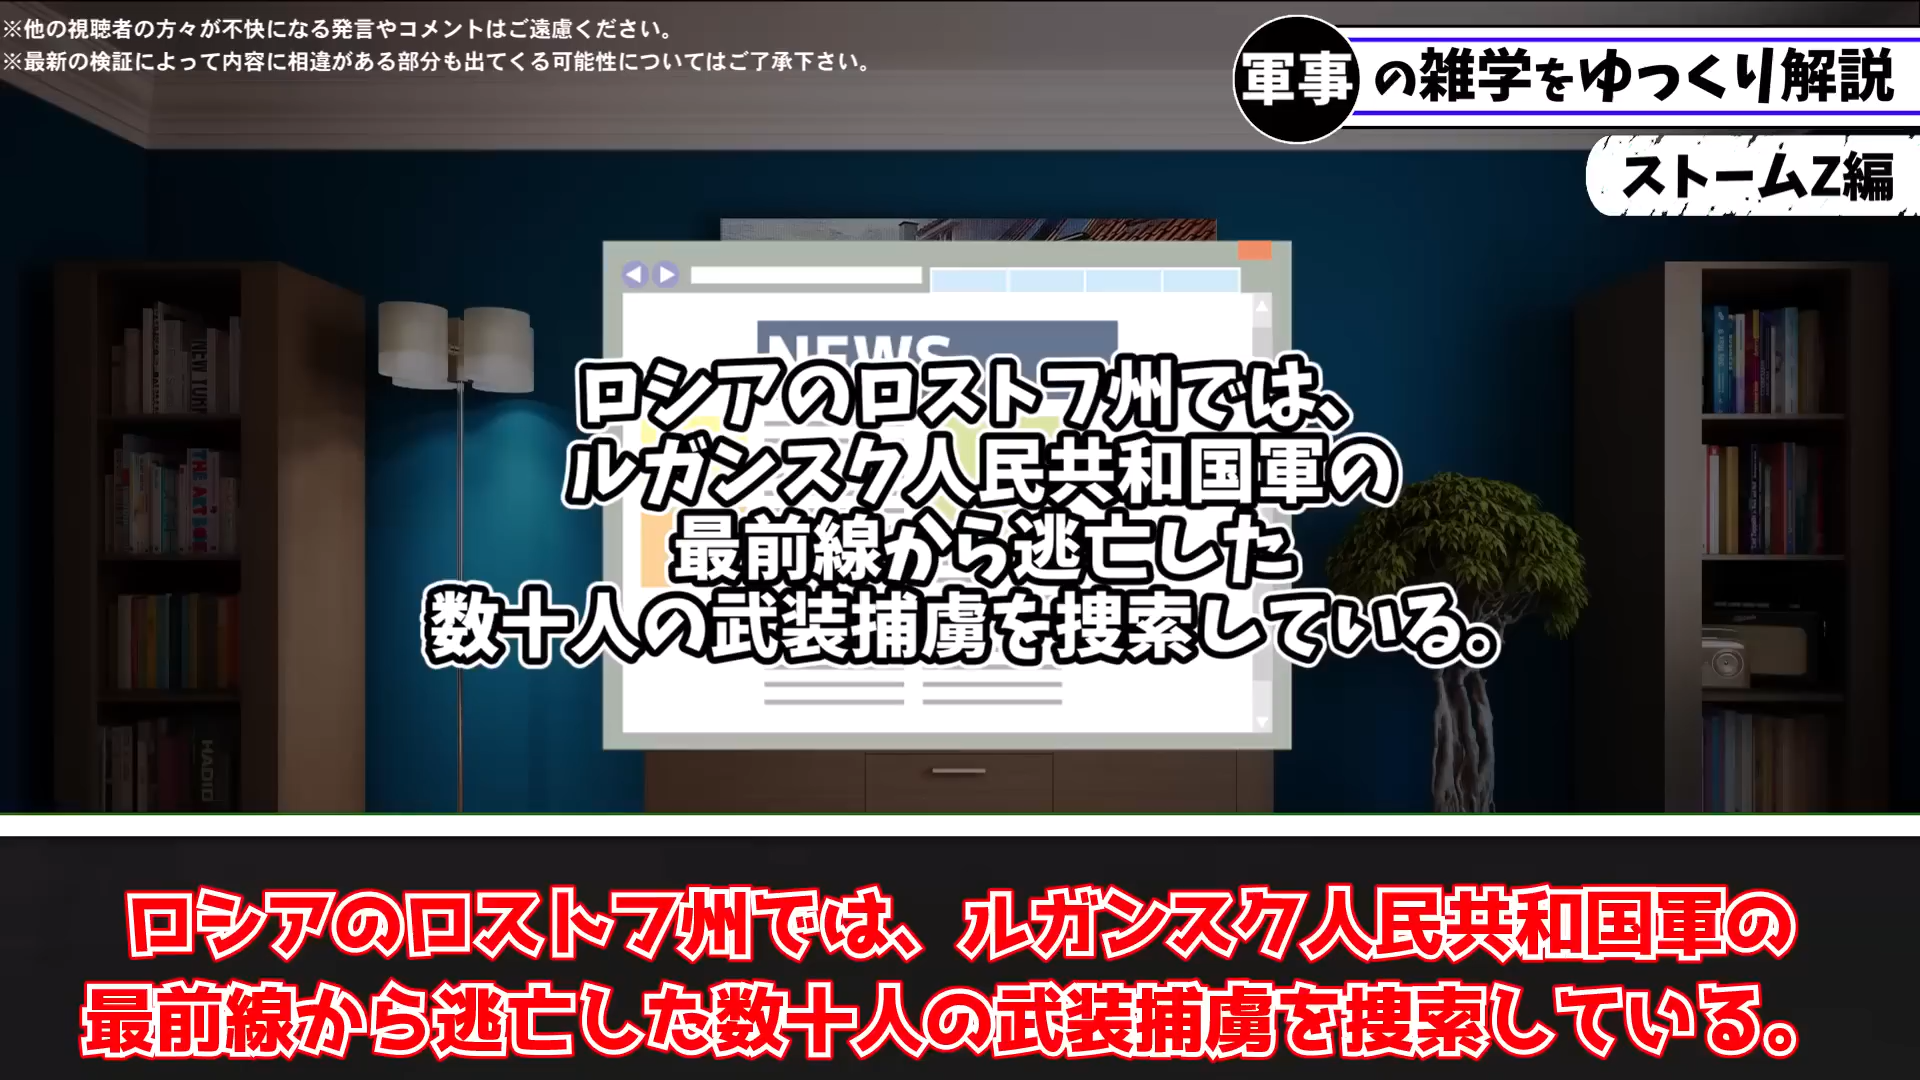 ※他の視聴者の方々が不快になる発言やコメントはご遠慮ください。
※最新の検証によって内容に相違がある部分も出てくる可能性についてはご了承下さい。
軍事の雑学をゆっくり解説
ストームZ編
NEWS
ロシアのロストフ州では、
ルガンスク人民共和国軍の
最前線から逃亡した
数十人の武装捕虜を捜索している。
ロシアのロストフ州では、ルガンスク人民共和国軍の
最前線から逃亡した数十人の武装捕虜を捜索している。